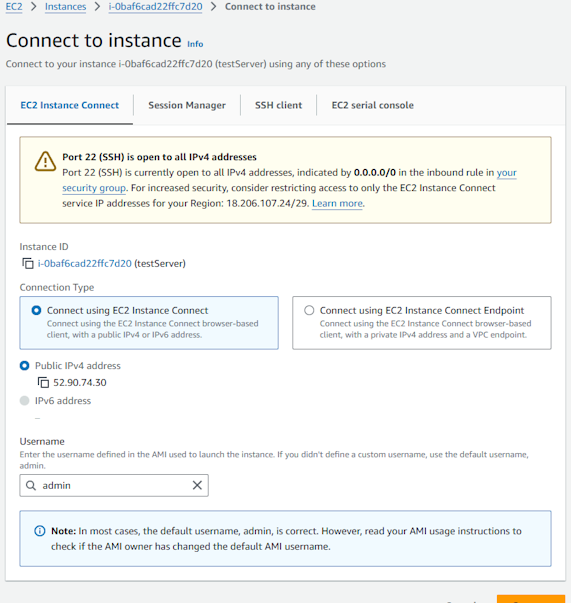 EC2 > Instances > i-0baf6cad22ffc7d20 > Connect to instance
Connect to instance Info
Connect to your instance i-0baf6cad22ffc7d20 (testServer) using any of these options
EC2 Instance Connect
Session Manager
SSH client
EC2 serial console
Port 22 (SSH) is open to all IPv4 addresses
Port 22 (SSH) is currently open to all IPv4 addresses, indicated by 0.0.0.0/0 in the inbound rule in your
security group. For increased security, consider restricting access to only the EC2 Instance Connect
service IP addresses for your Region: 18.206.107.24/29. Learn more.
Instance ID
i-0baf6cad22ffc7d20 (testServer)
Connection Type
Connect using EC2 Instance Connect
Connect using the EC2 Instance Connect browser-based
client, with a public IPv4 or IPv6 address.
Connect using EC2 Instance Connect Endpoint
Connect using the EC2 Instance Connect browser-based
client, with a private IPv4 address and a VPC endpoint.
Public IPv4 address
52.90.74.30
IPv6 address
–
Username
Enter the username defined in the AMI used to launch the instance. If you didn't define a custom username, use the default username,
admin.
admin
Note: In most cases, the default username, admin, is correct. However, read your AMI usage instructions to
check if the AMI owner has changed the default AMI username.